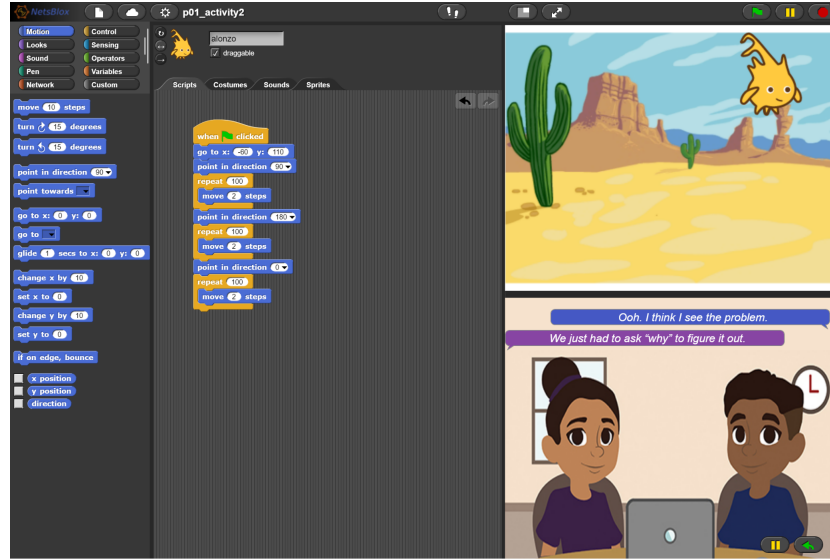 NetsBlox
p01_activity2
Motion Control
Looks Sensing
Sound Operators
Pen Variables
Network Custom
alonzo
draggable
Scripts Costumes Sounds Sprites
move 10 steps
turn 15 degrees
turn 15 degrees
point in direction 90
point towards
go to x: 0 y: 0
go to
glide 1 secs to x: 0 y: 0
change x by 10
set x to 0
change y by 10
set y to 0
if on edge, bounce
x position
y position
direction
when clicked
go to x: -60 y: 110
point in direction 90
repeat 100
move 2 steps
point in direction 180
repeat 100
move 2 steps
point in direction 0
repeat 100
move 2 steps
Ooh. I think I see the problem.
We just had to ask “why” to figure it out.